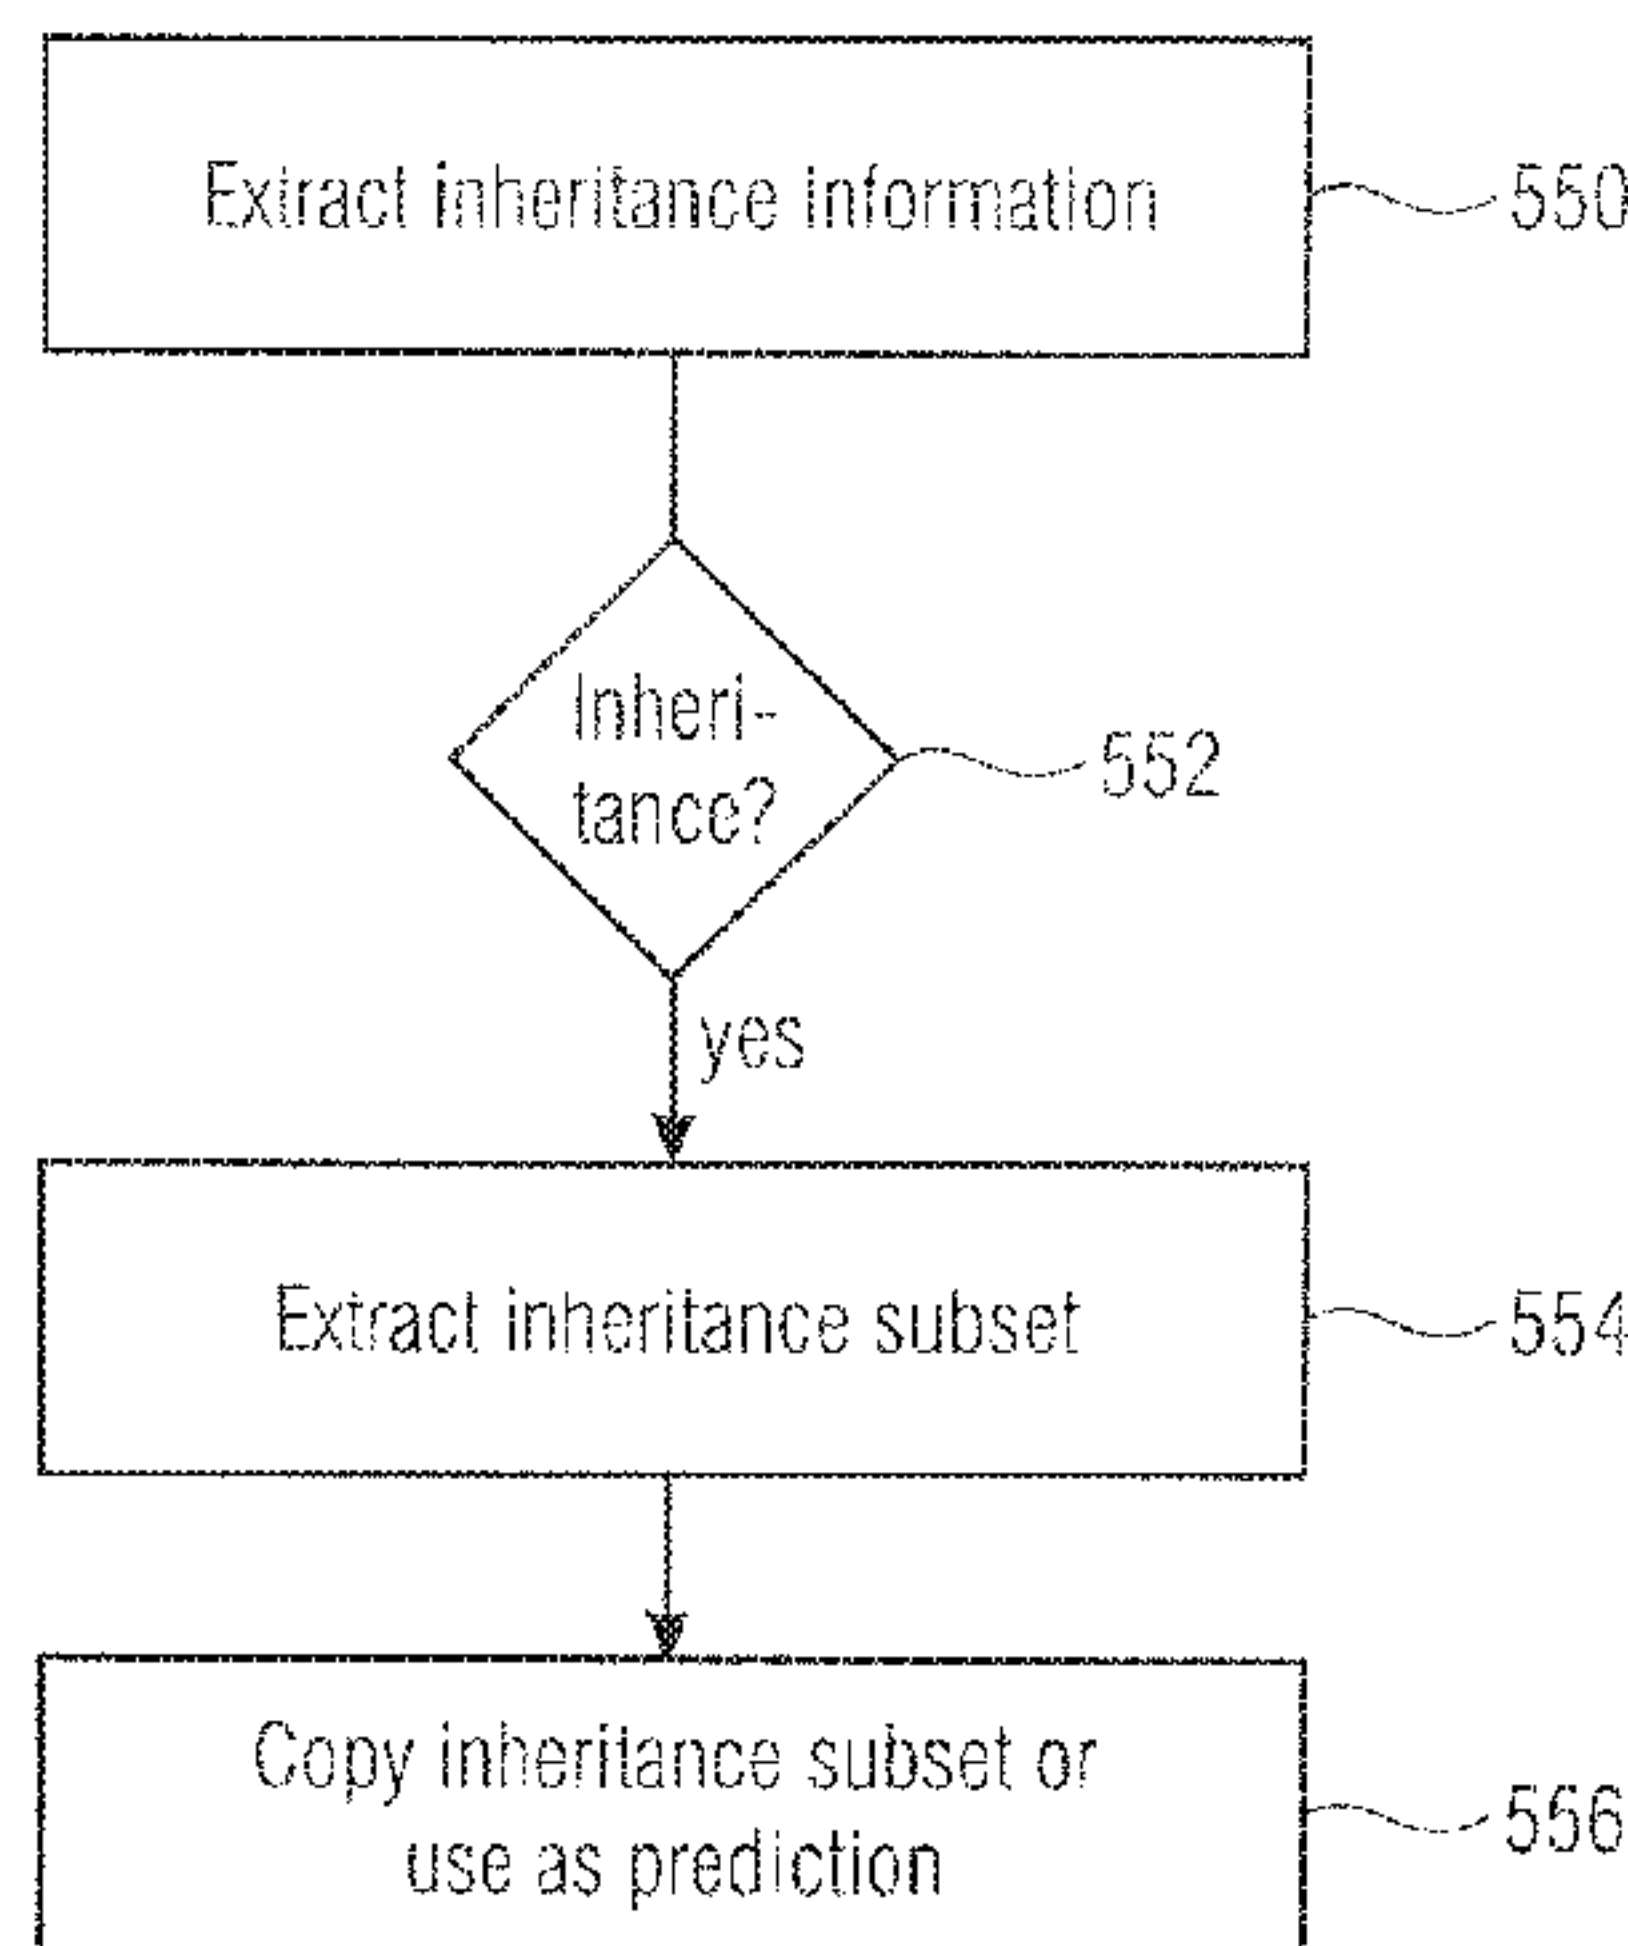 Extract inheritance information 550
Inheri-
tance? 552
yes
Extract inheritance subset 554
Copy inheritance subset or
use as prediction 556